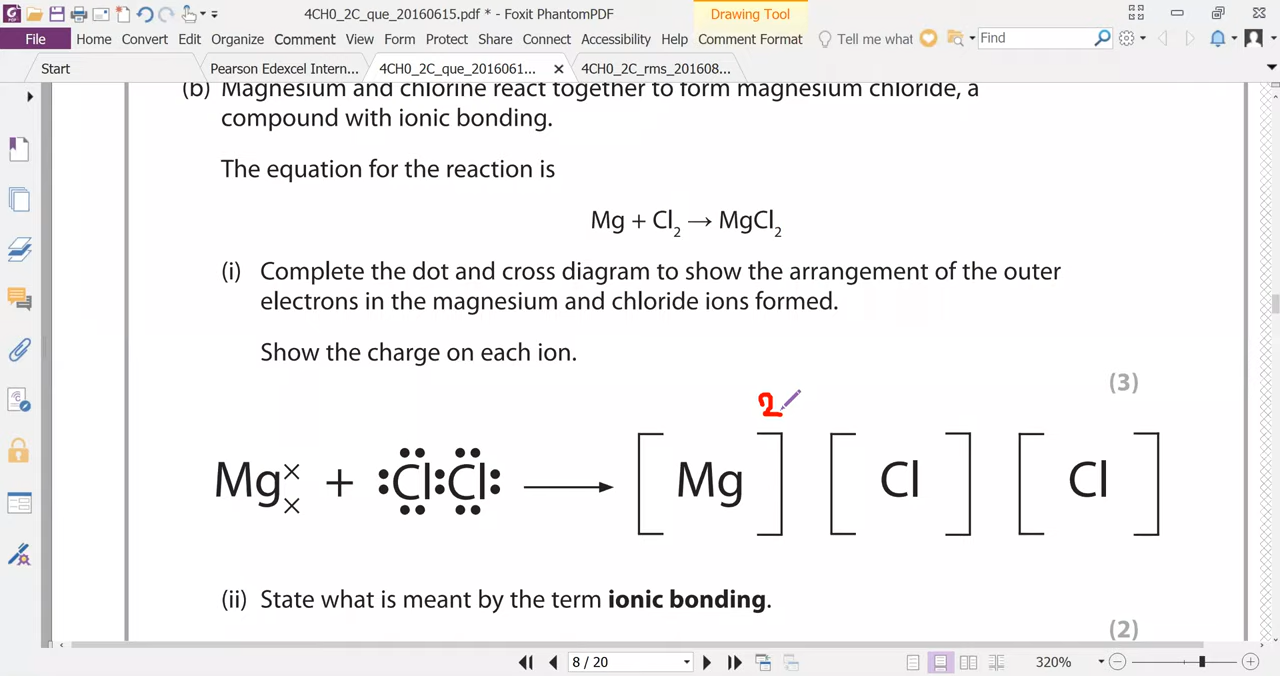 4CH0_2C_que_20160615.pdf * - Foxit PhantomPDF
Drawing Tool
File Home Convert Edit Organize Comment View Form Protect Share Connect Accessibility Help Comment Format Tell me what Find
Start Pearson Edexcel Intern... 4CH0_2C_que_2016061... 4CH0_2C_rms_201608...
(b) Magnesium and chlorine react together to form magnesium chloride, a
compound with ionic bonding.
The equation for the reaction is
Mg + Cl₂ → MgCl₂
(i) Complete the dot and cross diagram to show the arrangement of the outer
electrons in the magnesium and chloride ions formed.
Show the charge on each ion.
(3)
2
Mg + Cl Cl → [Mg] [Cl] [Cl]
(ii) State what is meant by the term ionic bonding.
(2)
8 / 20
320%